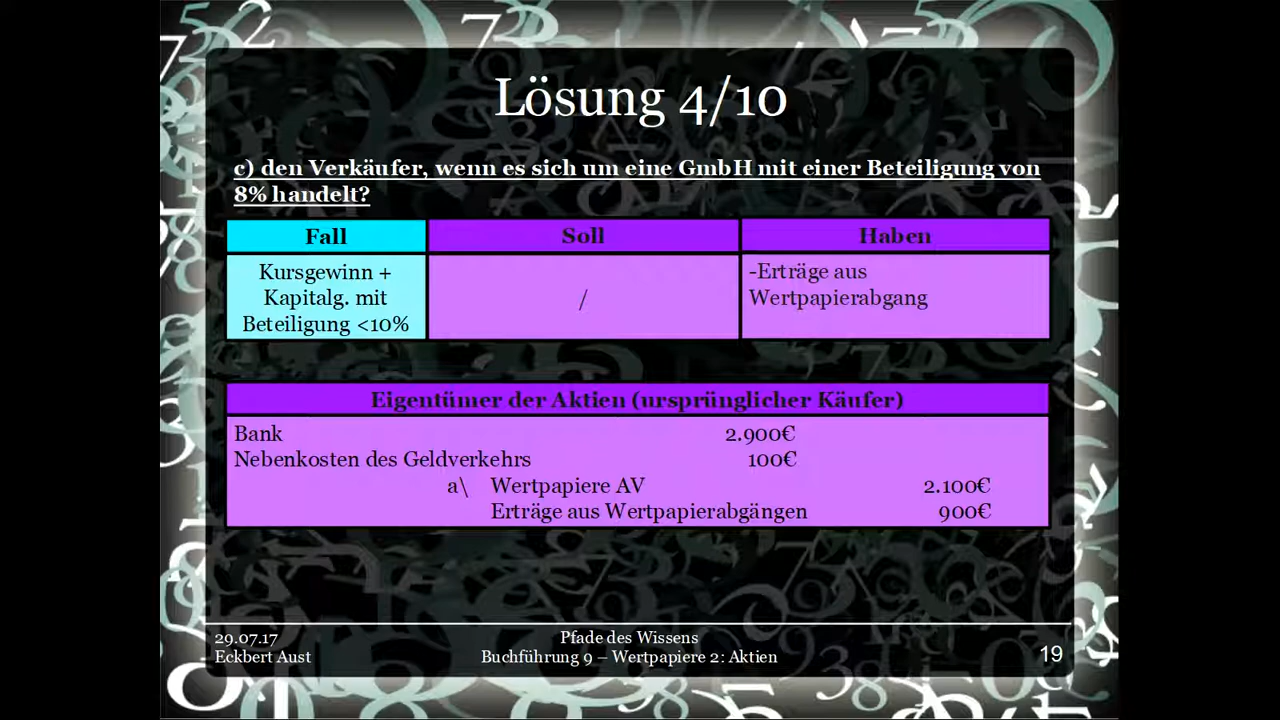 Lösung 4/10
c) den Verkäufer, wenn es sich um eine GmbH mit einer Beteiligung von
8% handelt?
Fall Soll Haben
Kursgewinn +
Kapitalg. mit
Beteiligung <10%
/
-Erträge aus
Wertpapierabgang
Eigentümer der Aktien (ursprünglicher Käufer)
Bank 2.900€
Nebenkosten des Geldverkehrs 100€
a\ Wertpapiere AV 2.100€
Erträge aus Wertpapierabgängen 900€
29.07.17
Eckbert Aust
Pfade des Wissens
Buchführung 9 – Wertpapiere 2: Aktien
19